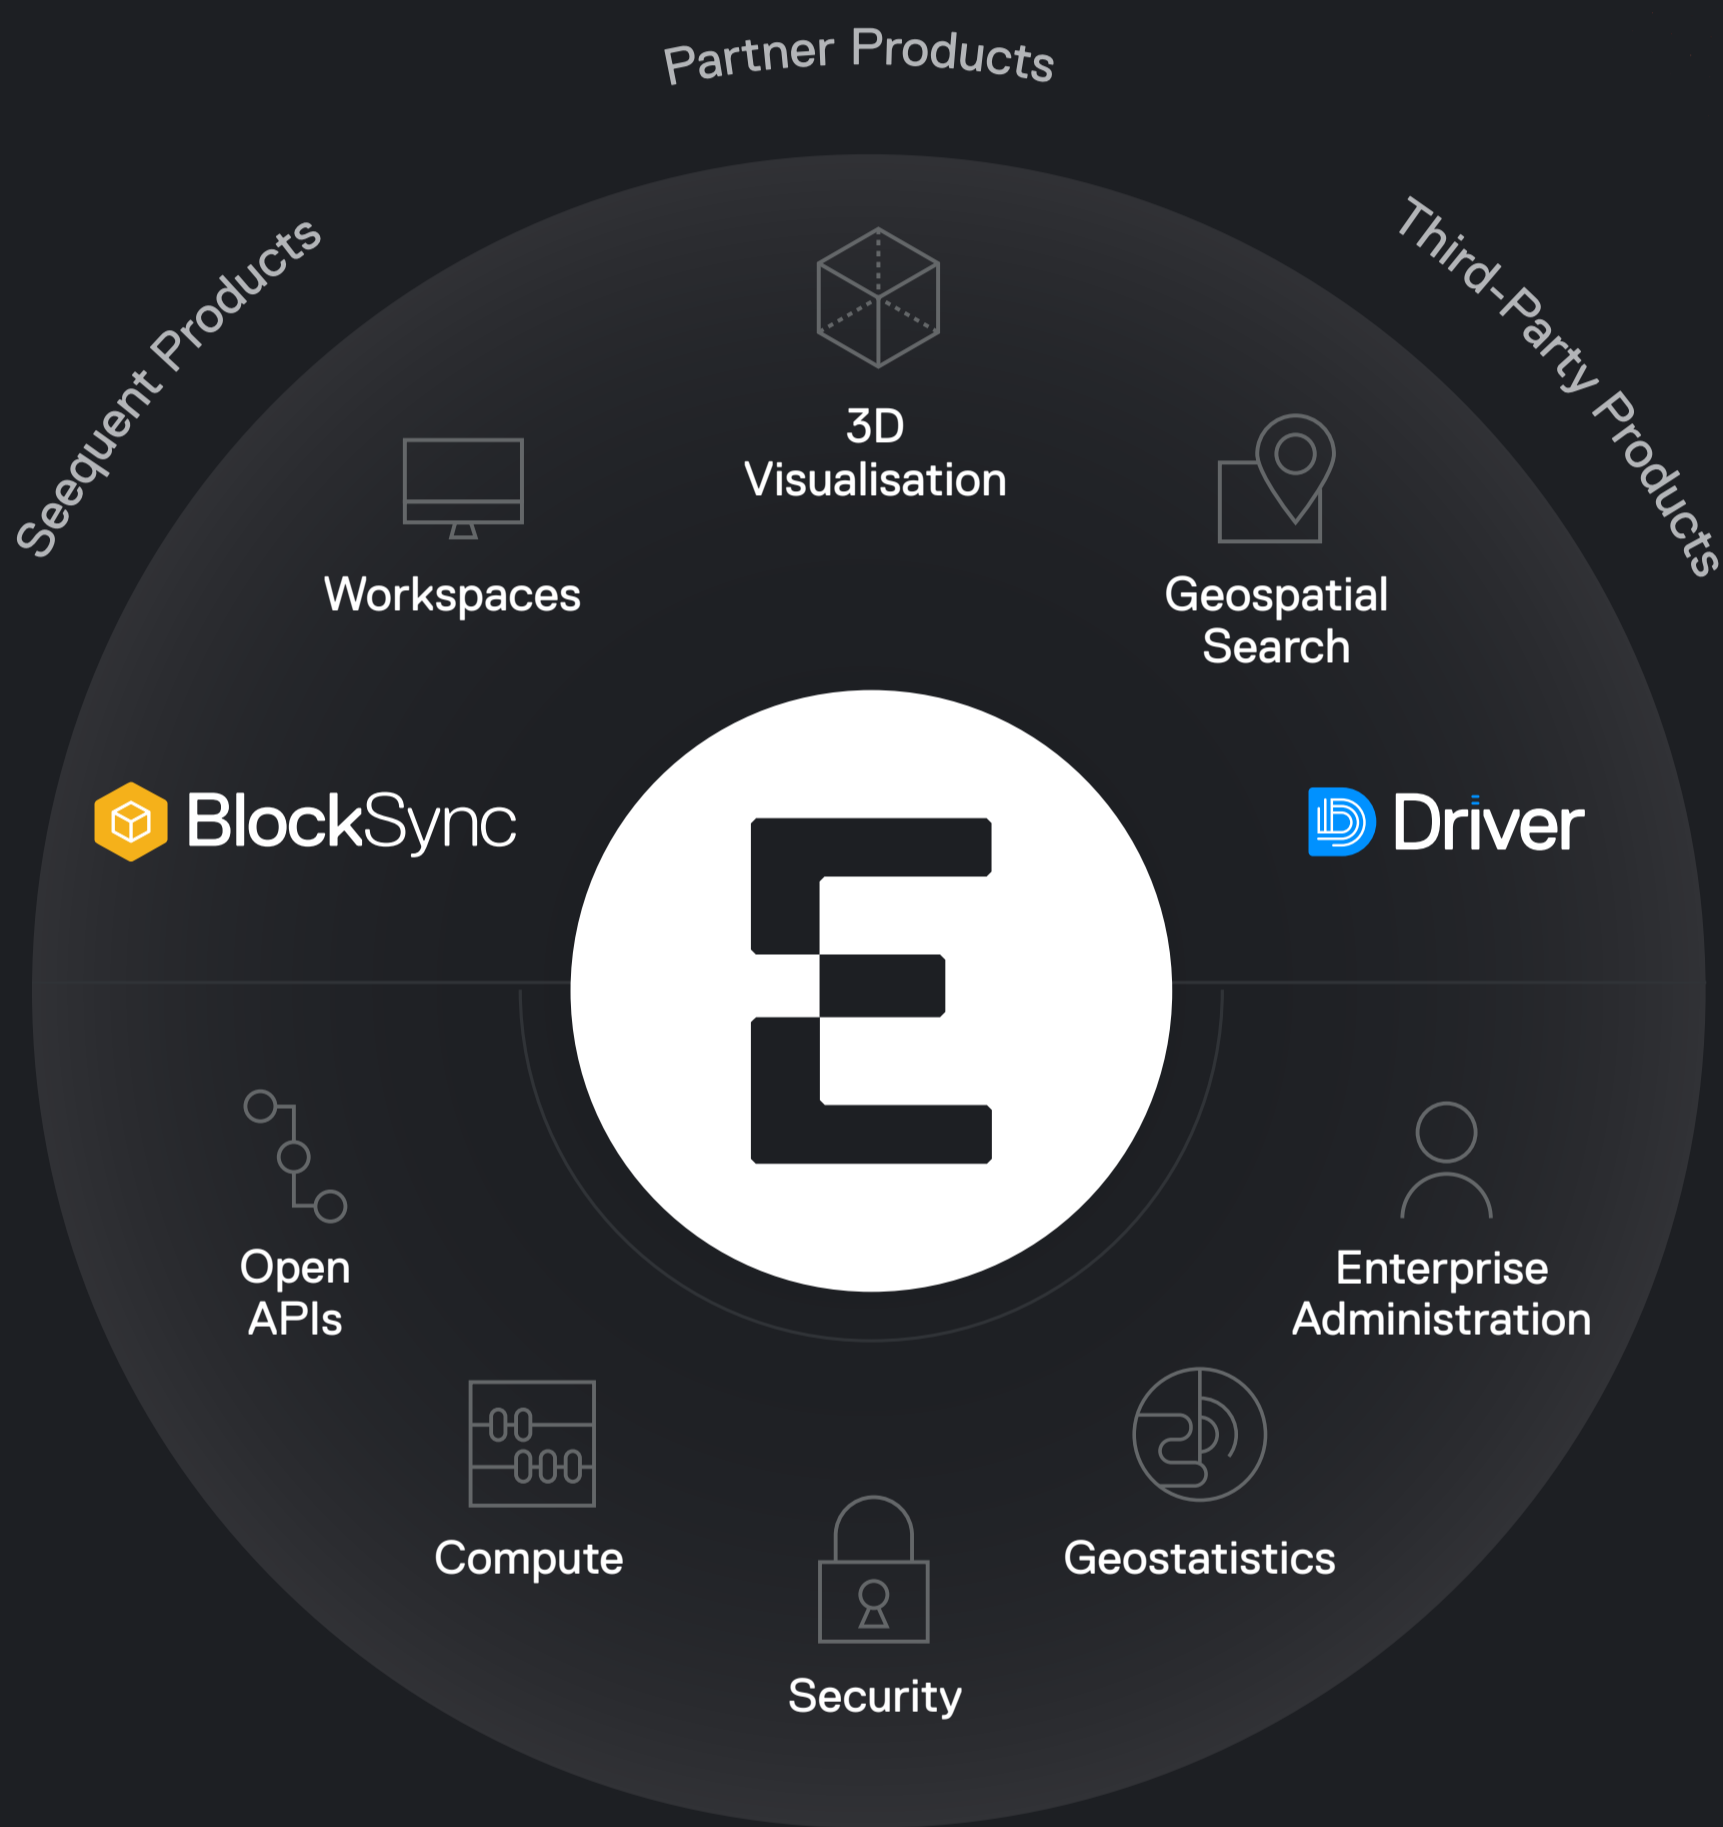 Partner Products
Seequent Products
Third-Party Products
3D
Visualisation
Workspaces
Geospatial
Search
BlockSync
Driver
E
Open
APIs
Enterprise
Administration
Compute
Geostatistics
Security